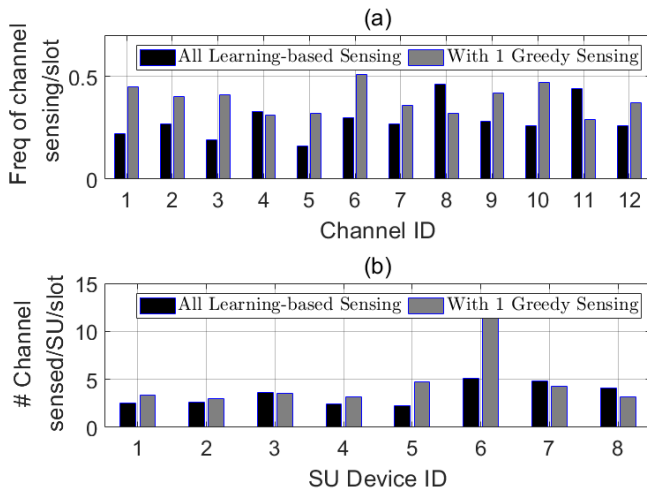 (a)
All Learning-based Sensing With 1 Greedy Sensing
0.5
0
Freq of channel
sensing/slot
1 2 3 4 5 6 7 8 9 10 11 12
Channel ID
(b)
15
All Learning-based Sensing With 1 Greedy Sensing
10
5
0
# Channel
sensed/SU/slot
1 2 3 4 5 6 7 8
SU Device ID